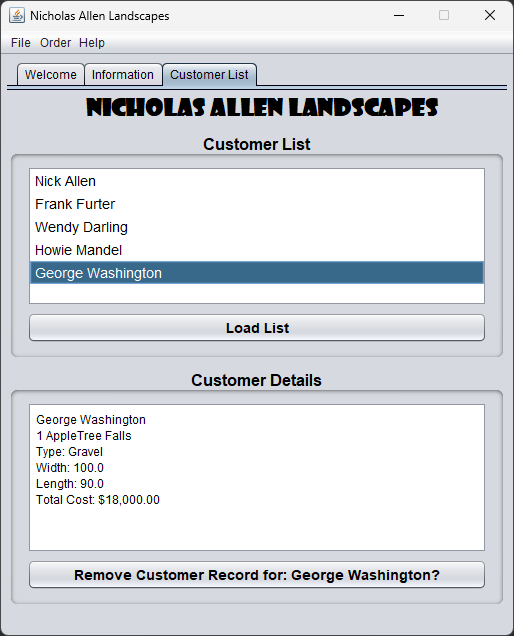 Nicholas Allen Landscapes
File Order Help
Welcome Information Customer List
NICHOLAS ALLEN LANDSCAPES
Customer List
Nick Allen
Frank Furter
Wendy Darling
Howie Mandel
George Washington
Load List
Customer Details
George Washington
1 AppleTree Falls
Type: Gravel
Width: 100.0
Length: 90.0
Total Cost: $18,000.00
Remove Customer Record for: George Washington?